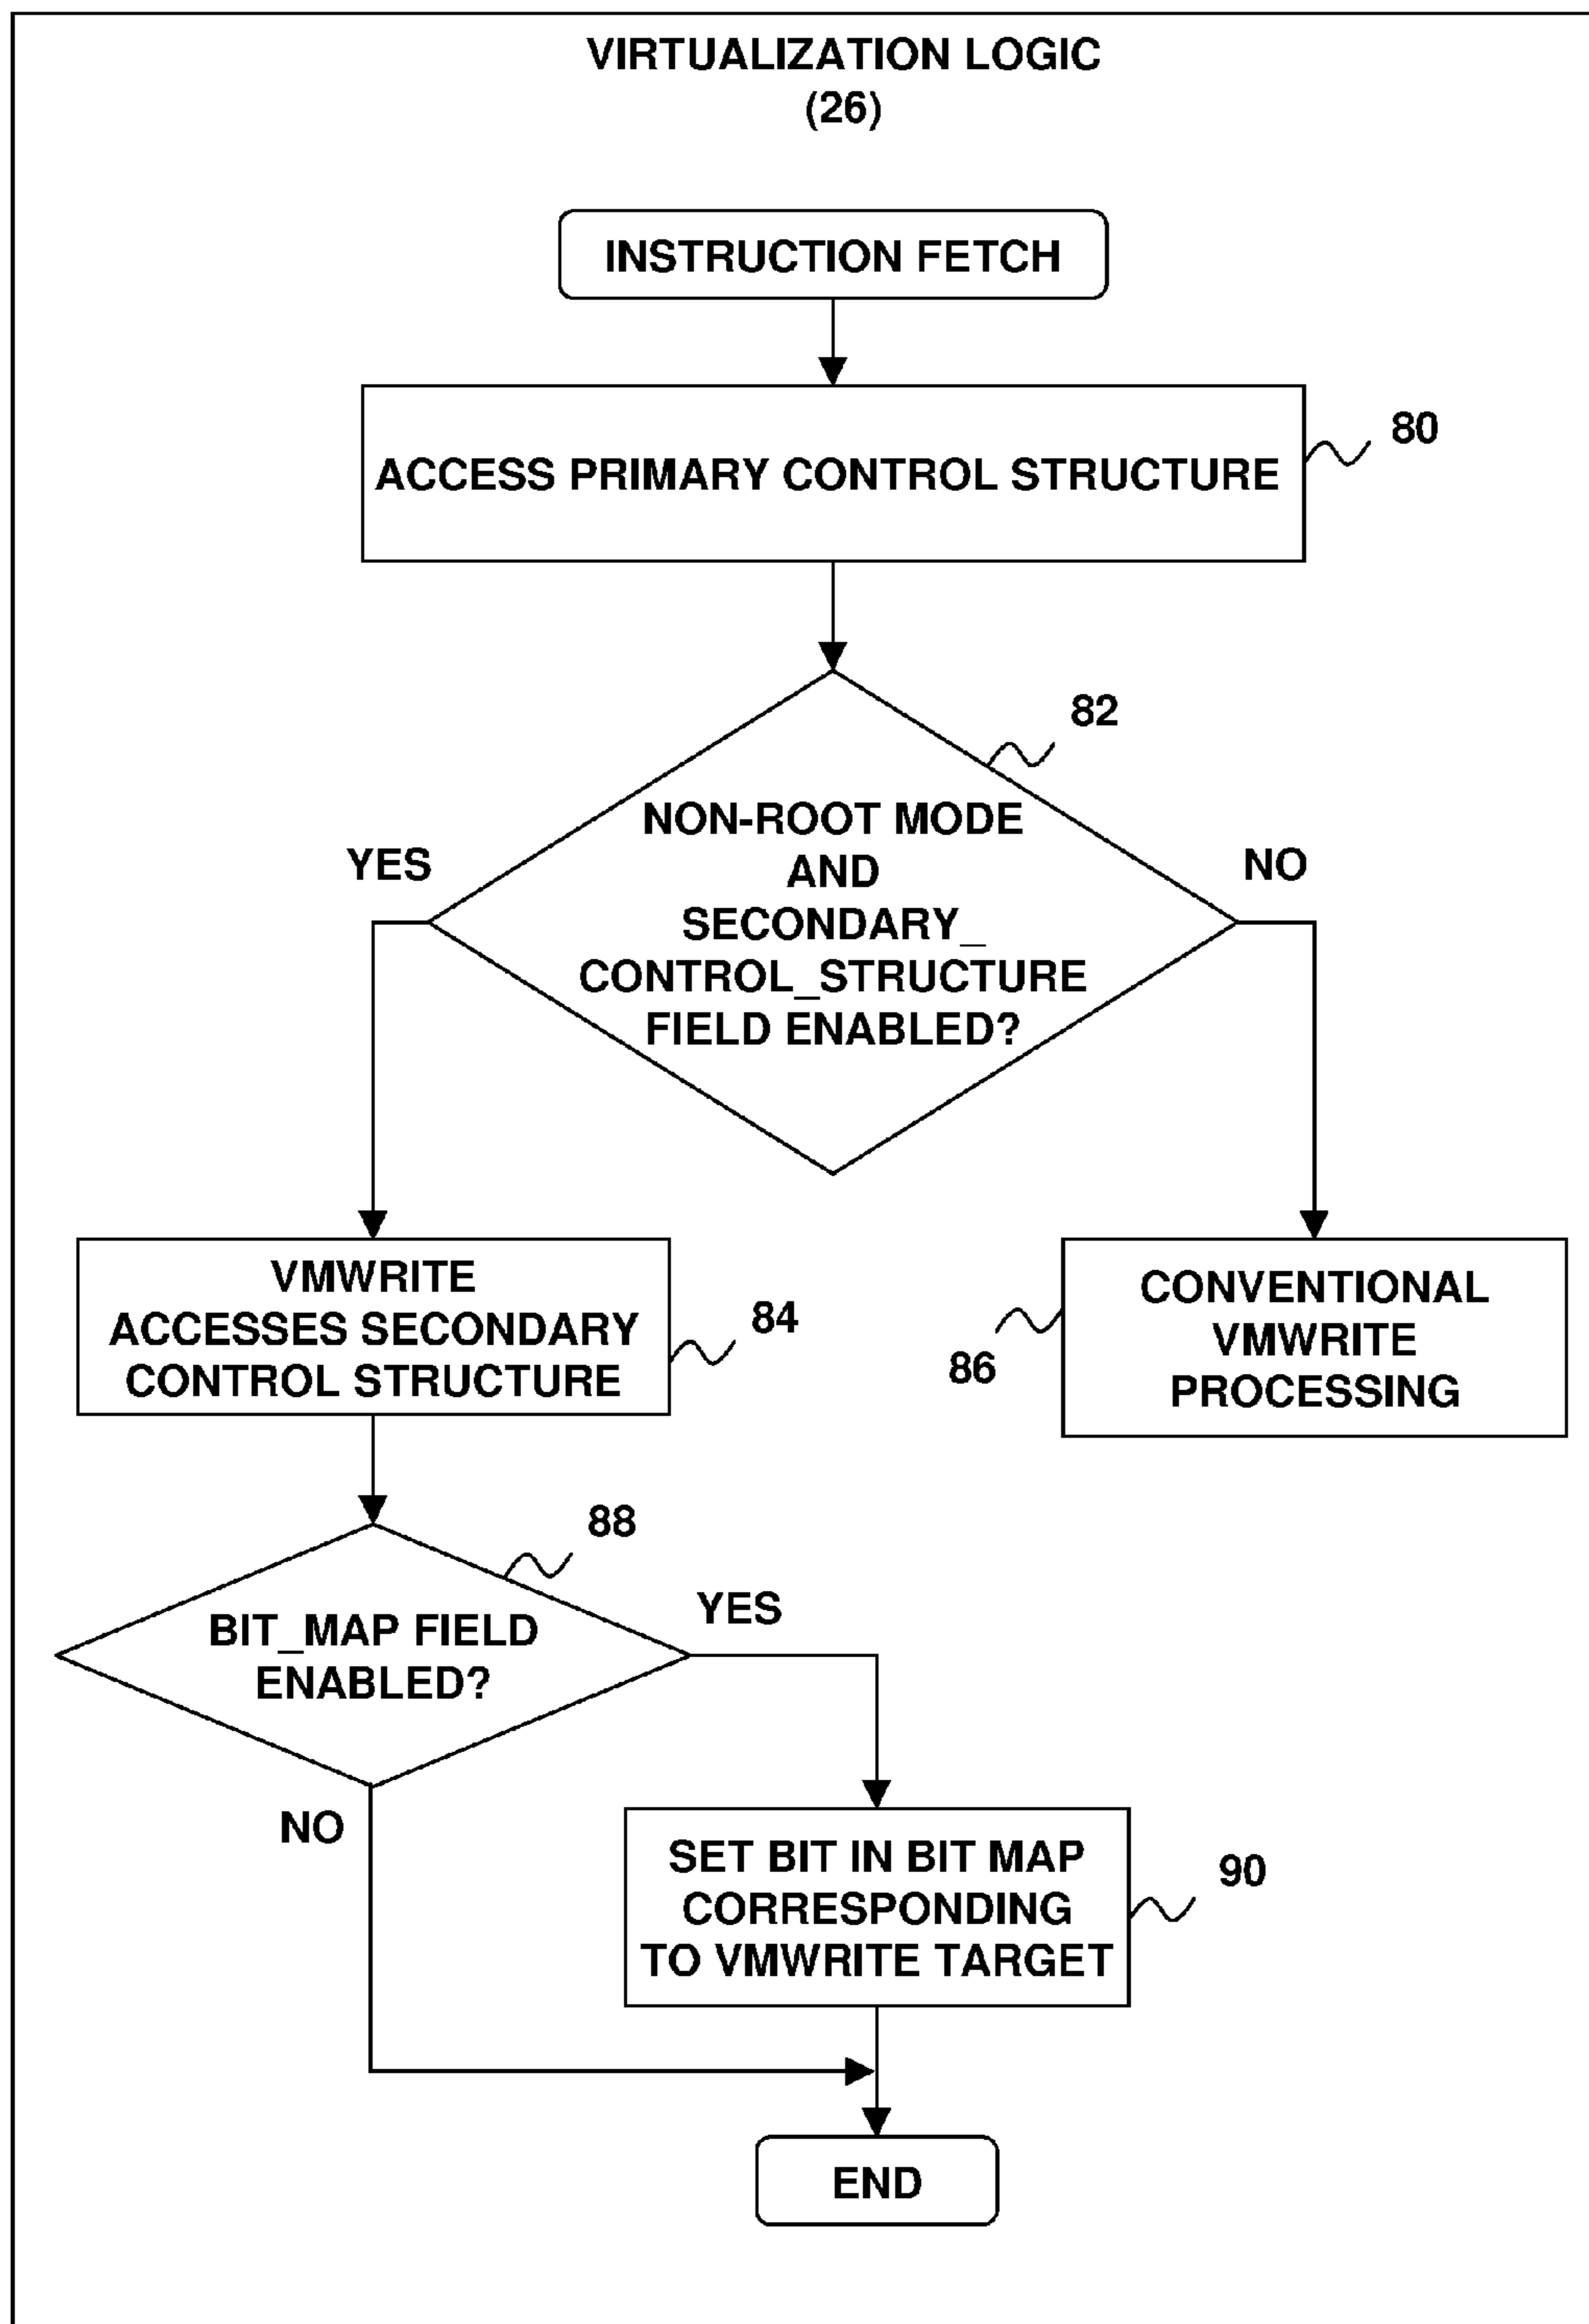 VIRTUALIZATION LOGIC
(26)
INSTRUCTION FETCH
ACCESS PRIMARY CONTROL STRUCTURE
80
82
NON-ROOT MODE
AND
SECONDARY_
CONTROL_STRUCTURE
FIELD ENABLED?
YES
NO
VMWRITE
ACCESSES SECONDARY
CONTROL STRUCTURE
84
CONVENTIONAL
VMWRITE
PROCESSING
86
88
BIT_MAP FIELD
ENABLED?
YES
NO
SET BIT IN BIT MAP
CORRESPONDING
TO VMWRITE TARGET
90
END